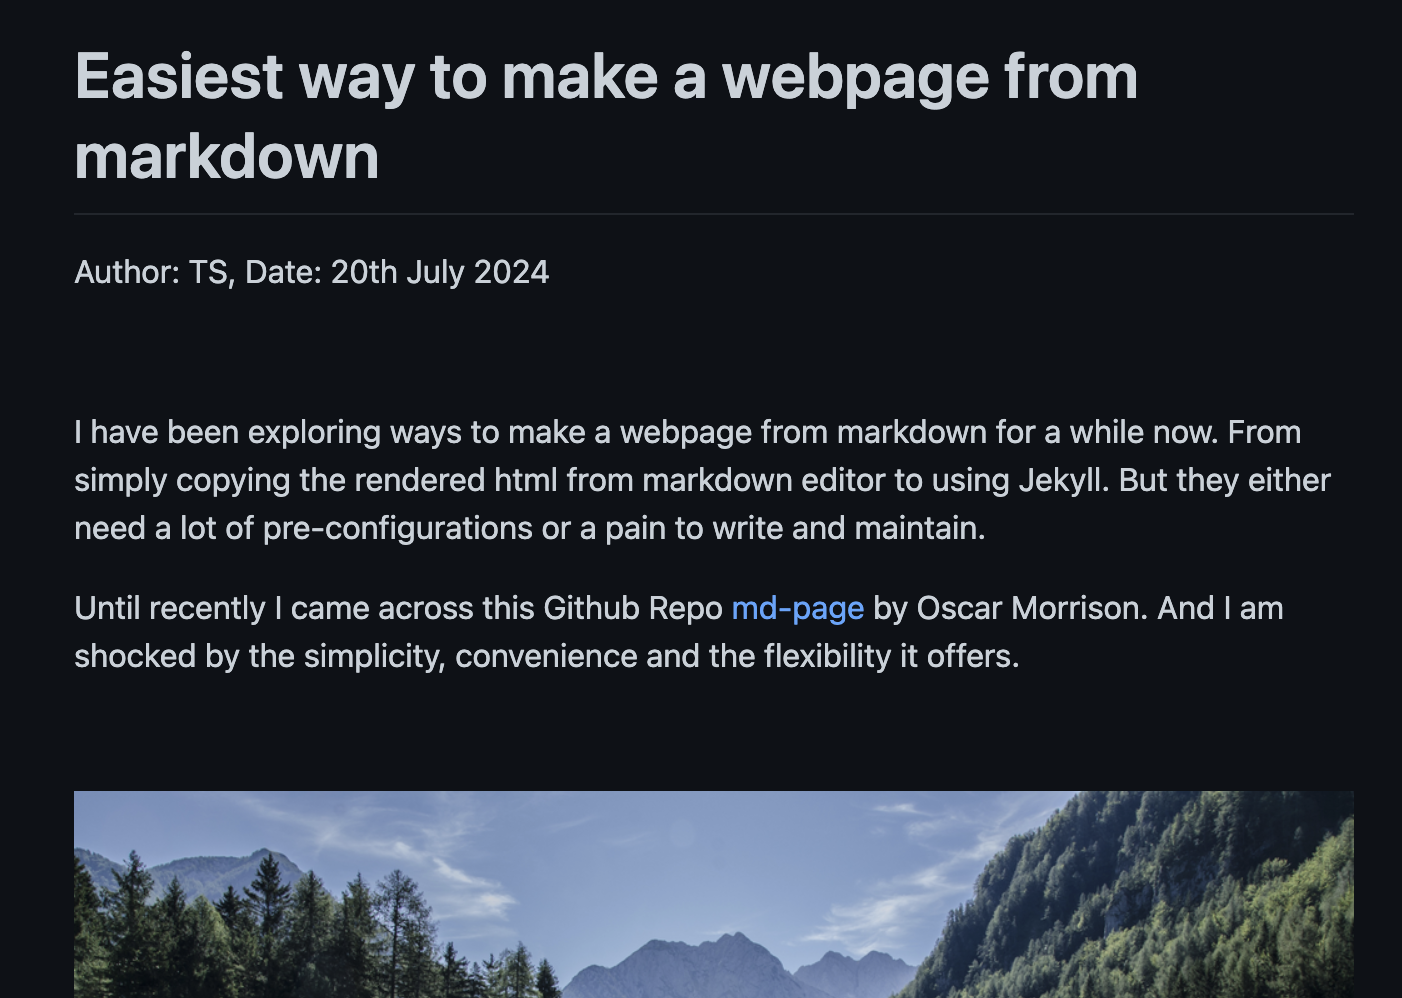 Easiest way to make a webpage from
markdown
Author: TS, Date: 20th July 2024
I have been exploring ways to make a webpage from markdown for a while now. From
simply copying the rendered html from markdown editor to using Jekyll. But they either
need a lot of pre-configurations or a pain to write and maintain.
Until recently I came across this Github Repo md-page by Oscar Morrison. And I am
shocked by the simplicity, convenience and the flexibility it offers.